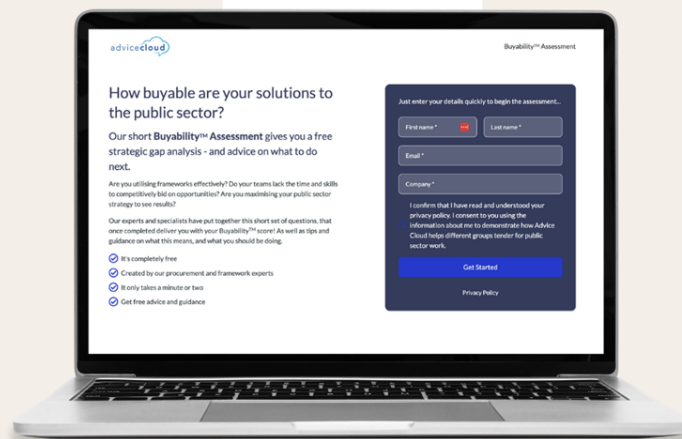 advicecloud
Buyability™ Assessment
How buyable are your solutions to
the public sector?
Our short Buyability™ Assessment gives you a free
strategic gap analysis - and advice on what to do
next.
Are you utilising frameworks effectively? Do your teams lack the time and skills
to competitively bid on opportunities? Are you maximising your public sector
strategy to see results?
Our experts and specialists have put together this short set of questions, that
once completed deliver you with your Buyability™ score! As well as tips and
guidance on what this means, and what you should be doing.
It's completely free
Created by our procurement and framework experts
It only takes a minute or two
Get free advice and guidance
Just enter your details quickly to begin the assessment...
First name *
Last name *
Email *
Company *
I confirm that I have read and understood your
privacy policy. I consent to you using the
information about me to demonstrate how Advice
Cloud helps different groups tender for public
sector work.
Get Started
Privacy Policy